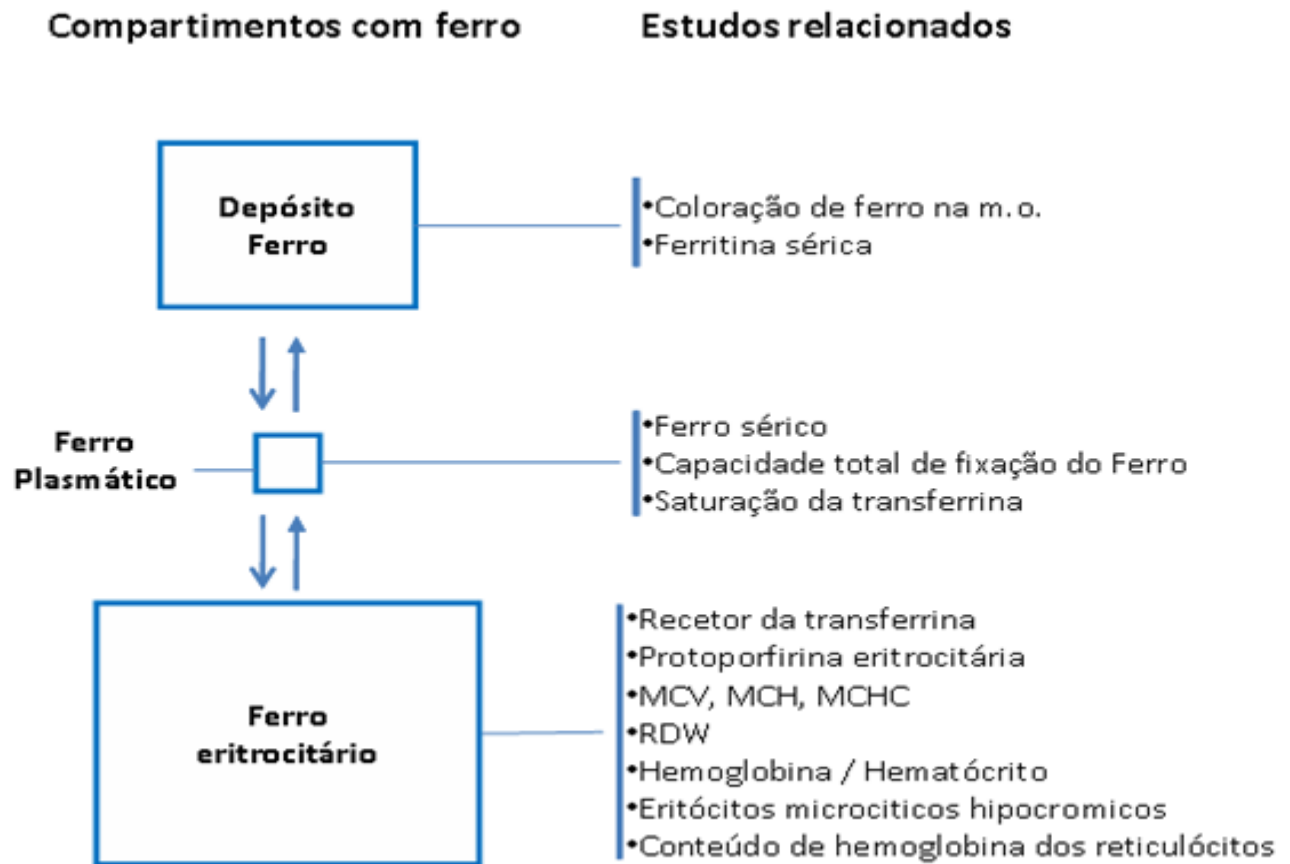 Compartimentos com ferro
Estudos relacionados
Depósito
Ferro
•Coloração de ferro na m.o.
•Ferritina sérica
Ferro
Plasmático
•Ferro sérico
•Capacidade total de fixação do Ferro
•Saturação da transferrina
Ferro
eritrocitário
•Recetor da transferrina
•Protoporfirina eritrocitária
•MCV, MCH, MCHC
•RDW
•Hemoglobina / Hematócrito
•Eritócitos microciticos hipocromicos
•Conteúdo de hemoglobina dos reticulócitos